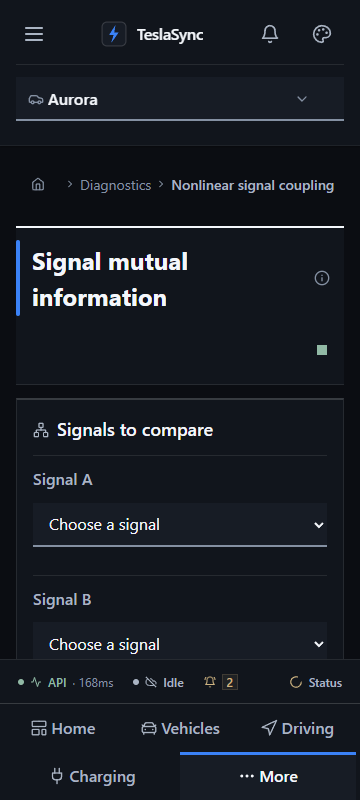 TeslaSync
Aurora
Diagnostics Nonlinear signal coupling
Signal mutual
information
Signals to compare
Signal A
Choose a signal
Signal B
Choose a signal
API · 168ms Idle 2 Status
Home Vehicles Driving
Charging More